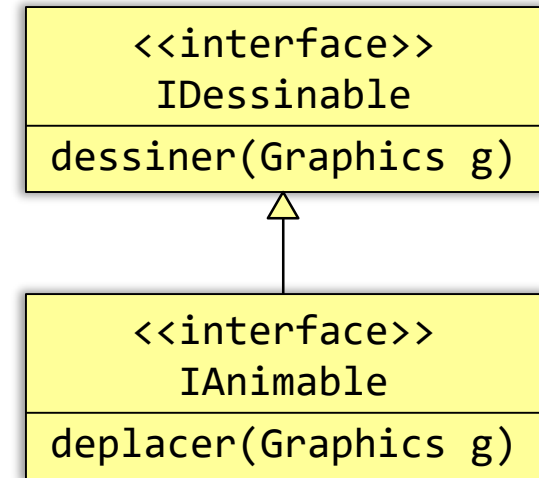 <<interface>>
IDessinable
dessiner(Graphics g)
<<interface>>
IAnimable
deplacer(Graphics g)